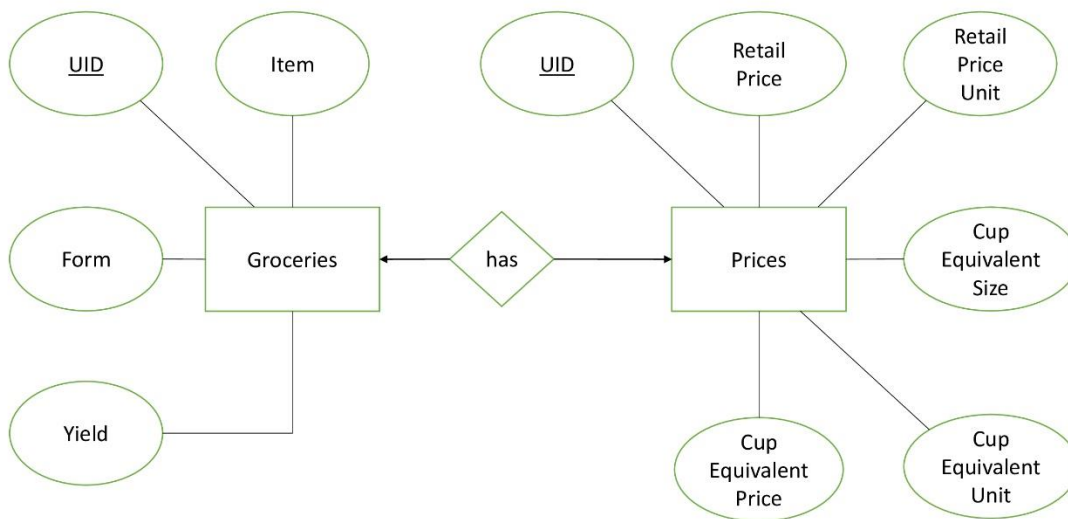 UID
Item
UID
Retail
Price
Retail
Price
Unit
Form
Groceries
has
Prices
Cup
Equivalent
Size
Yield
Cup
Equivalent
Price
Cup
Equivalent
Unit